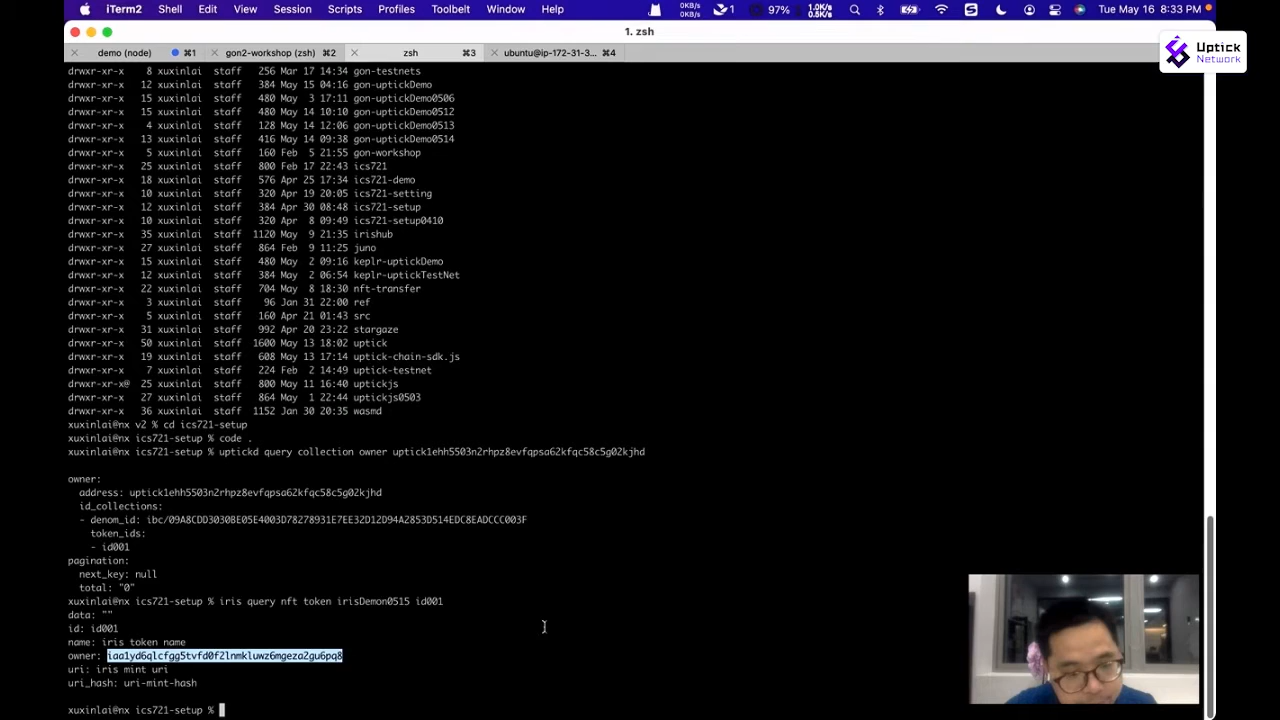 iTerm2 Shell Edit View Session Scripts Profiles Toolbelt Window Help 0KB/s 0KB/s 1 97% 1.0K/s 0.5K/s Tue May 16 8:33 PM
1. zsh
demo (node) ⌘1 gon2-workshop (zsh) ⌘2 zsh ⌘3 ubuntu@ip-172-31-3... ⌘4
Uptick
Network
drwxr-xr-x 8 xuxinlai staff 256 Mar 17 14:34 gon-testnets
drwxr-xr-x 12 xuxinlai staff 384 May 15 04:16 gon-uptickDemo
drwxr-xr-x 15 xuxinlai staff 480 May 3 17:11 gon-uptickDemo0506
drwxr-xr-x 15 xuxinlai staff 480 May 14 10:10 gon-uptickDemo0512
drwxr-xr-x 4 xuxinlai staff 128 May 14 12:06 gon-uptickDemo0513
drwxr-xr-x 13 xuxinlai staff 416 May 14 09:38 gon-uptickDemo0514
drwxr-xr-x 5 xuxinlai staff 160 Feb 5 21:55 gon-workshop
drwxr-xr-x 25 xuxinlai staff 800 Feb 17 22:43 ics721
drwxr-xr-x 18 xuxinlai staff 576 Apr 25 17:34 ics721-demo
drwxr-xr-x 10 xuxinlai staff 320 Apr 19 20:05 ics721-setting
drwxr-xr-x 12 xuxinlai staff 384 Apr 30 08:48 ics721-setup
drwxr-xr-x 10 xuxinlai staff 320 Apr 8 09:49 ics721-setup0410
drwxr-xr-x 35 xuxinlai staff 1120 May 9 21:35 irishub
drwxr-xr-x 27 xuxinlai staff 864 Feb 9 11:25 juno
drwxr-xr-x 15 xuxinlai staff 480 May 2 09:16 keplr-uptickDemo
drwxr-xr-x 12 xuxinlai staff 384 May 2 06:54 keplr-uptickTestNet
drwxr-xr-x 22 xuxinlai staff 704 May 8 18:30 nft-transfer
drwxr-xr-x 3 xuxinlai staff 96 Jan 31 22:00 ref
drwxr-xr-x 5 xuxinlai staff 160 Apr 21 01:43 src
drwxr-xr-x 31 xuxinlai staff 992 Apr 20 23:22 stargaze
drwxr-xr-x 50 xuxinlai staff 1600 May 13 18:02 uptick
drwxr-xr-x 19 xuxinlai staff 608 May 13 17:14 uptick-chain-sdk.js
drwxr-xr-x 7 xuxinlai staff 224 Feb 2 14:49 uptick-testnet
drwxr-xr-x@ 25 xuxinlai staff 800 May 11 16:40 uptickjs
drwxr-xr-x 27 xuxinlai staff 864 May 1 22:44 uptickjs0503
drwxr-xr-x 36 xuxinlai staff 1152 Jan 30 20:35 wasmd
xuxinlai@nx v2 % cd ics721-setup
xuxinlai@nx ics721-setup % code .
xuxinlai@nx ics721-setup % uptickd query collection owner uptick1ehh5503n2rhpz8evfqpsa62kfqc58c5g02kjhd
owner:
address: uptick1ehh5503n2rhpz8evfqpsa62kfqc58c5g02kjhd
id_collections:
- denom_id: ibc/09A8CDD3030BE05E4003D78278931E7EE32D12D94A2853D514EDC8EADCCC003F
token_ids:
- id001
pagination:
next_key: null
total: "0"
xuxinlai@nx ics721-setup % iris query nft token irisDemon0515 id001
data: ""
id: id001
name: iris token name
owner: iaa1yd6qlcfgg5tvfd0f2lnmkluwz6mgeza2gu6pq8
uri: iris mint uri
uri_hash: uri-mint-hash
xuxinlai@nx ics721-setup %